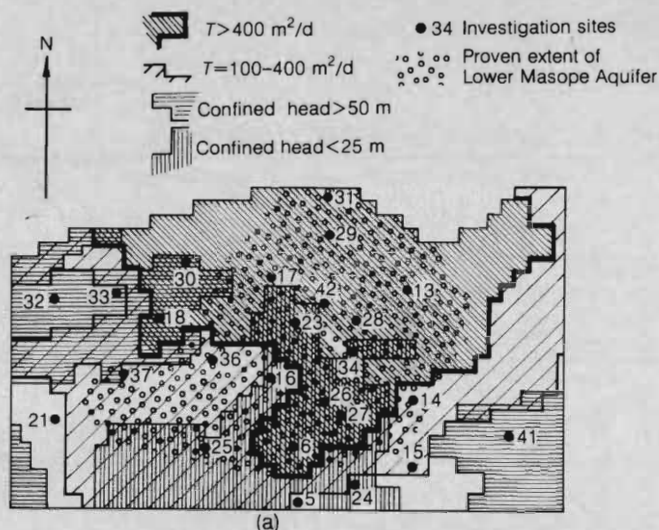 N
T>400 m²/d
T=100–400 m²/d
Confined head>50 m
Confined head<25 m
34 Investigation sites
Proven extent of
Lower Masope Aquifer
31
29
30
17
42
13
32
33
18
23
28
36
34
37
16
26
14
21
27
25
6
41
15
5
24
(a)